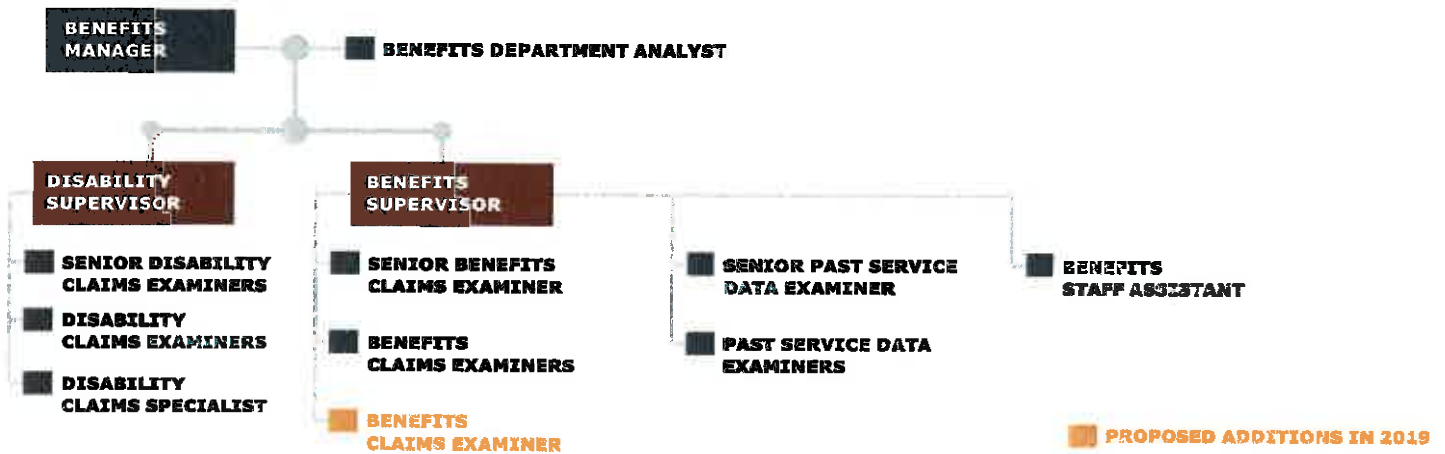 BENEFITS
MANAGER
BENEFITS DEPARTMENT ANALYST
DISABILITY
SUPERVISOR
BENEFITS
SUPERVISOR
SENIOR DISABILITY
CLAIMS EXAMINERS
DISABILITY
CLAIMS EXAMINERS
DISABILITY
CLAIMS SPECIALIST
SENIOR BENEFITS
CLAIMS EXAMINER
BENEFITS
CLAIMS EXAMINERS
BENEFITS
CLAIMS EXAMINER
SENIOR PAST SERVICE
DATA EXAMINER
PAST SERVICE DATA
EXAMINERS
BENEFITS
STAFF ASSISTANT
PROPOSED ADDITIONS IN 2019